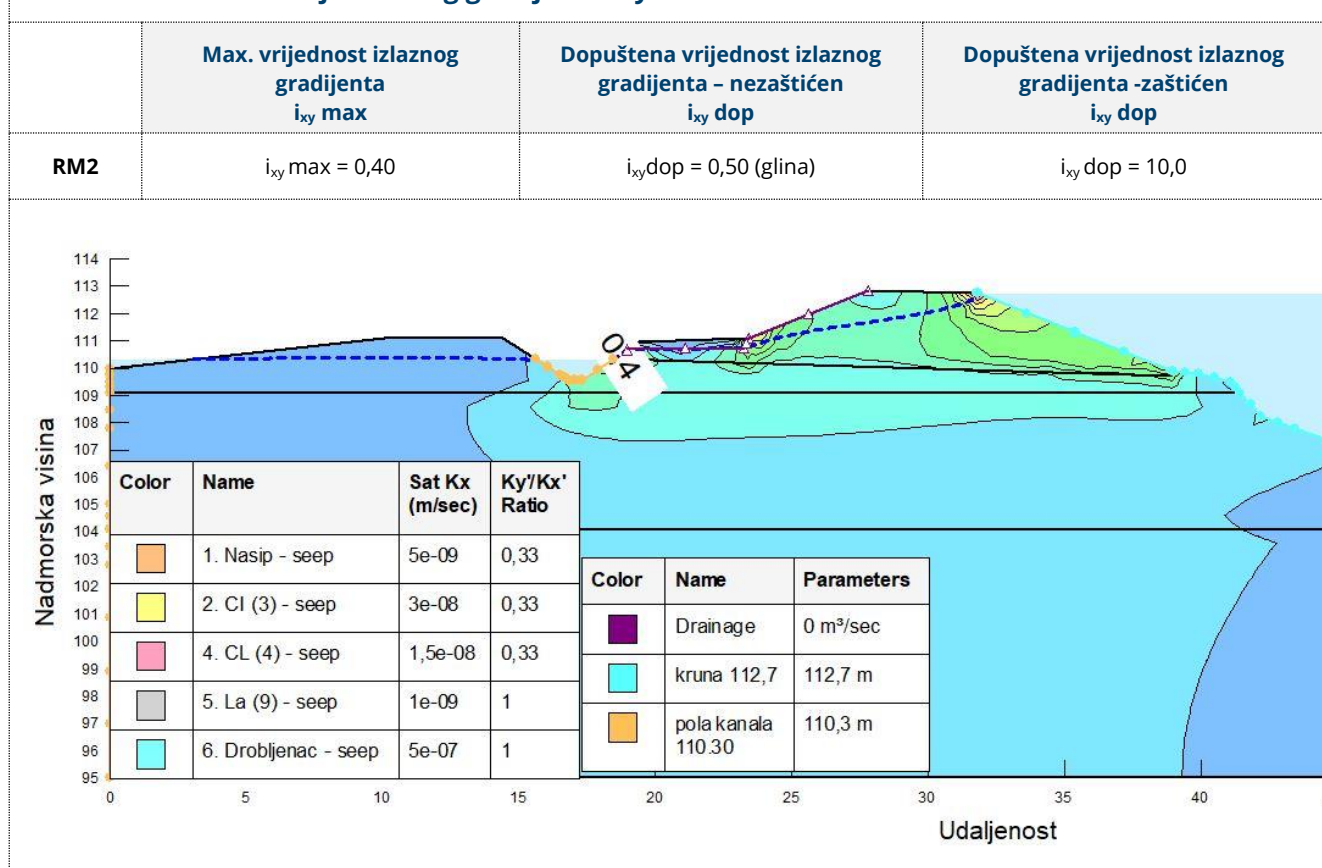 Max. vrijednost izlaznog
gradijenta
ixy max
Dopuštena vrijednost izlaznog
gradijenta – nezaštićen
ixy dop
Dopuštena vrijednost izlaznog
gradijenta -zaštićen
ixy dop
RM2
ixy max = 0,40
ixydop = 0,50 (glina)
ixy dop = 10,0
114
113
112
111
110
109
108
107
106
105
104
103
102
101
100
99
98
97
96
95
Nadmorska visina
0,4
Color Name Sat Kx Ky'/Kx'
(m/sec) Ratio
1. Nasip - seep 5e-09 0,33
2. CI (3) - seep 3e-08 0,33
4. CL (4) - seep 1,5e-08 0,33
5. La (9) - seep 1e-09 1
6. Drobljenac - seep 5e-07 1
Color Name Parameters
Drainage 0 m³/sec
kruna 112,7 112,7 m
pola kanala 110,3 m
110.30
0 5 10 15 20 25 30 35 40
Udaljenost